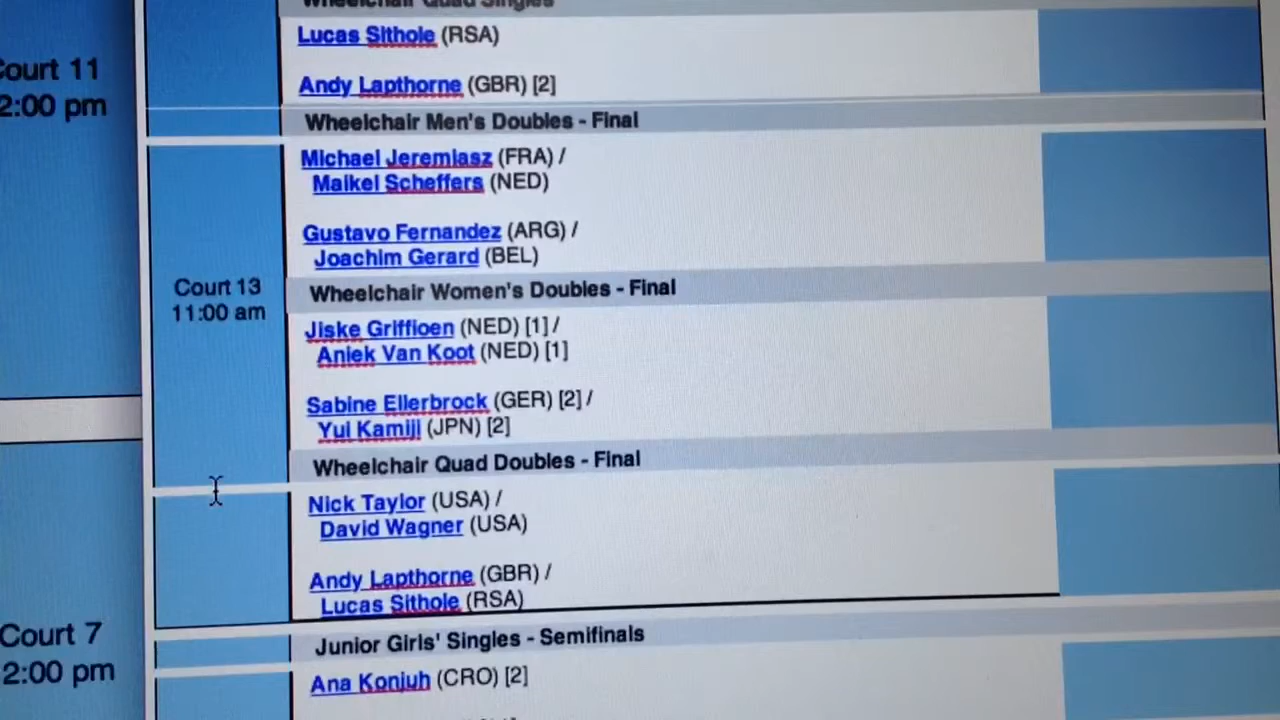 Wheelchair Quad Singles
Lucas Sithole (RSA)
Court 11
2:00 pm
Andy Lapthorne (GBR) [2]
Wheelchair Men's Doubles - Final
Michael Jeremiasz (FRA) /
Maikel Scheffers (NED)
Gustavo Fernandez (ARG) /
Joachim Gerard (BEL)
Court 13
11:00 am
Wheelchair Women's Doubles - Final
Jiske Griffioen (NED) [1] /
Aniek Van Koot (NED) [1]
Sabine Ellerbrock (GER) [2] /
Yui Kamiji (JPN) [2]
Wheelchair Quad Doubles - Final
Nick Taylor (USA) /
David Wagner (USA)
Andy Lapthorne (GBR) /
Lucas Sithole (RSA)
Court 7
2:00 pm
Junior Girls' Singles - Semifinals
Ana Konjuh (CRO) [2]